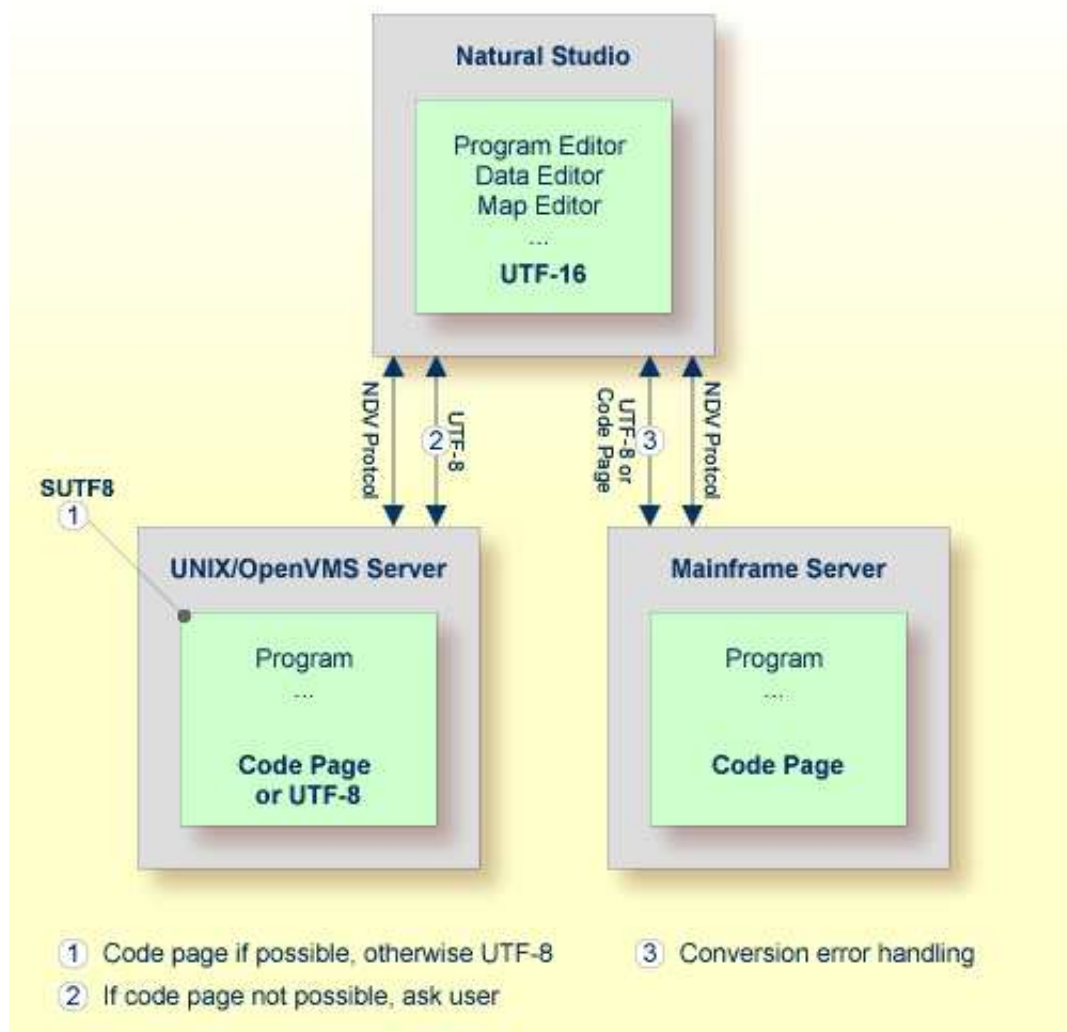 Natural Studio
Program Editor
Data Editor
Map Editor
...
UTF-16
NDV Protcol
2
UTF-8
UTF-8 or
Code Page
3
NDV Protcol
SUTF8
1
UNIX/OpenVMS Server
Program
...
Code Page
or UTF-8
Mainframe Server
Program
...
Code Page
1 Code page if possible, otherwise UTF-8
2 If code page not possible, ask user
3 Conversion error handling